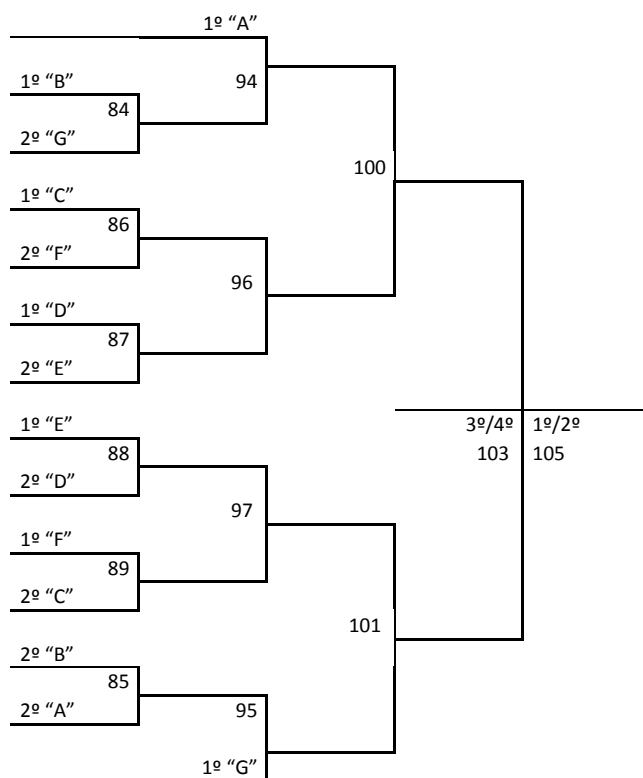 1º “A”
1º “B”
94
84
2º “G”
100
1º “C”
86
2º “F”
96
1º “D”
87
2º “E”
1º “E”
3º/4º 1º/2º
88
103 105
2º “D”
97
1º “F”
89
2º “C”
101
2º “B”
85
2º “A”
95
1º “G”